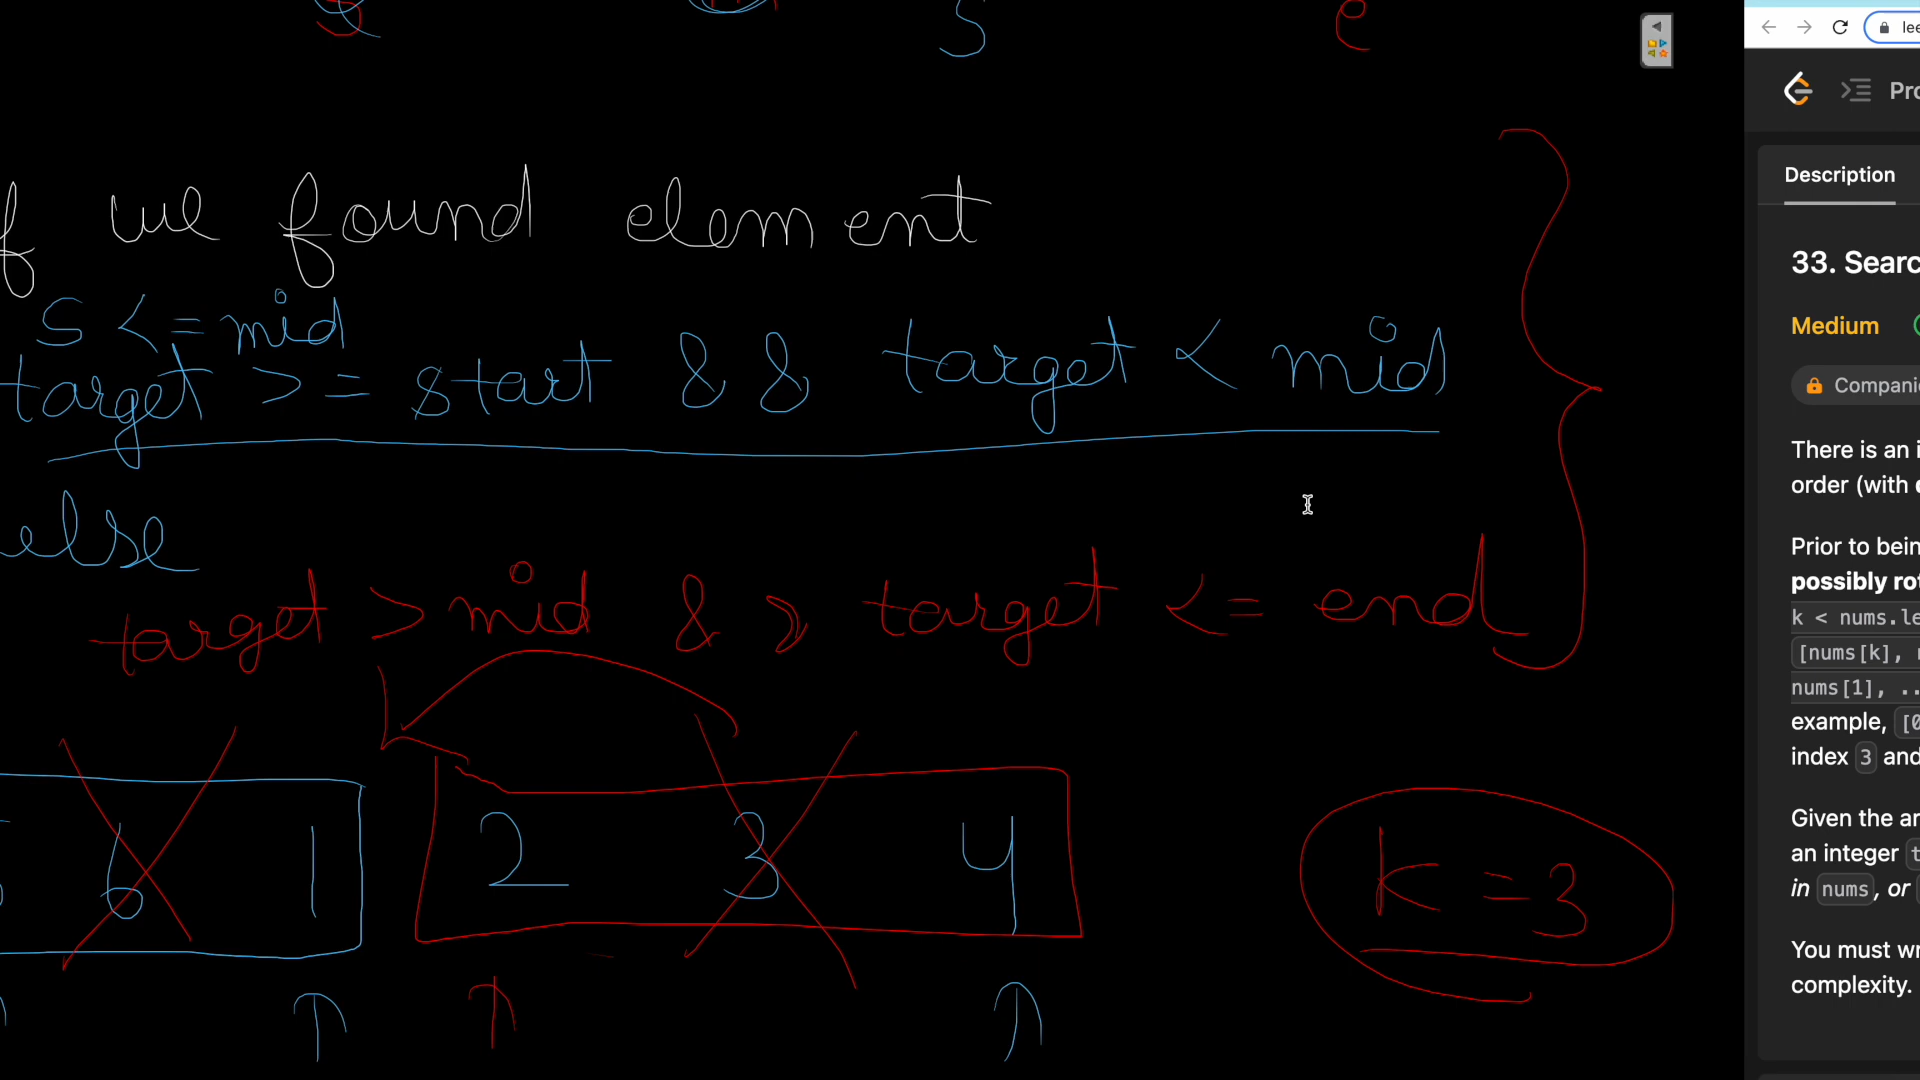 s e
f we found element
s <= mid
target >= start && target < mid
else
target > mid && target <= end
6 1 2 3 4
k = 3
lee
Pro
Description
33. Searc
Medium
Compani
There is an i
order (with d
Prior to bein
possibly rot
k < nums.le
[nums[k], n
nums[1], ..
example, [0
index 3 and
Given the ar
an integer t
in nums, or
You must wr
complexity.